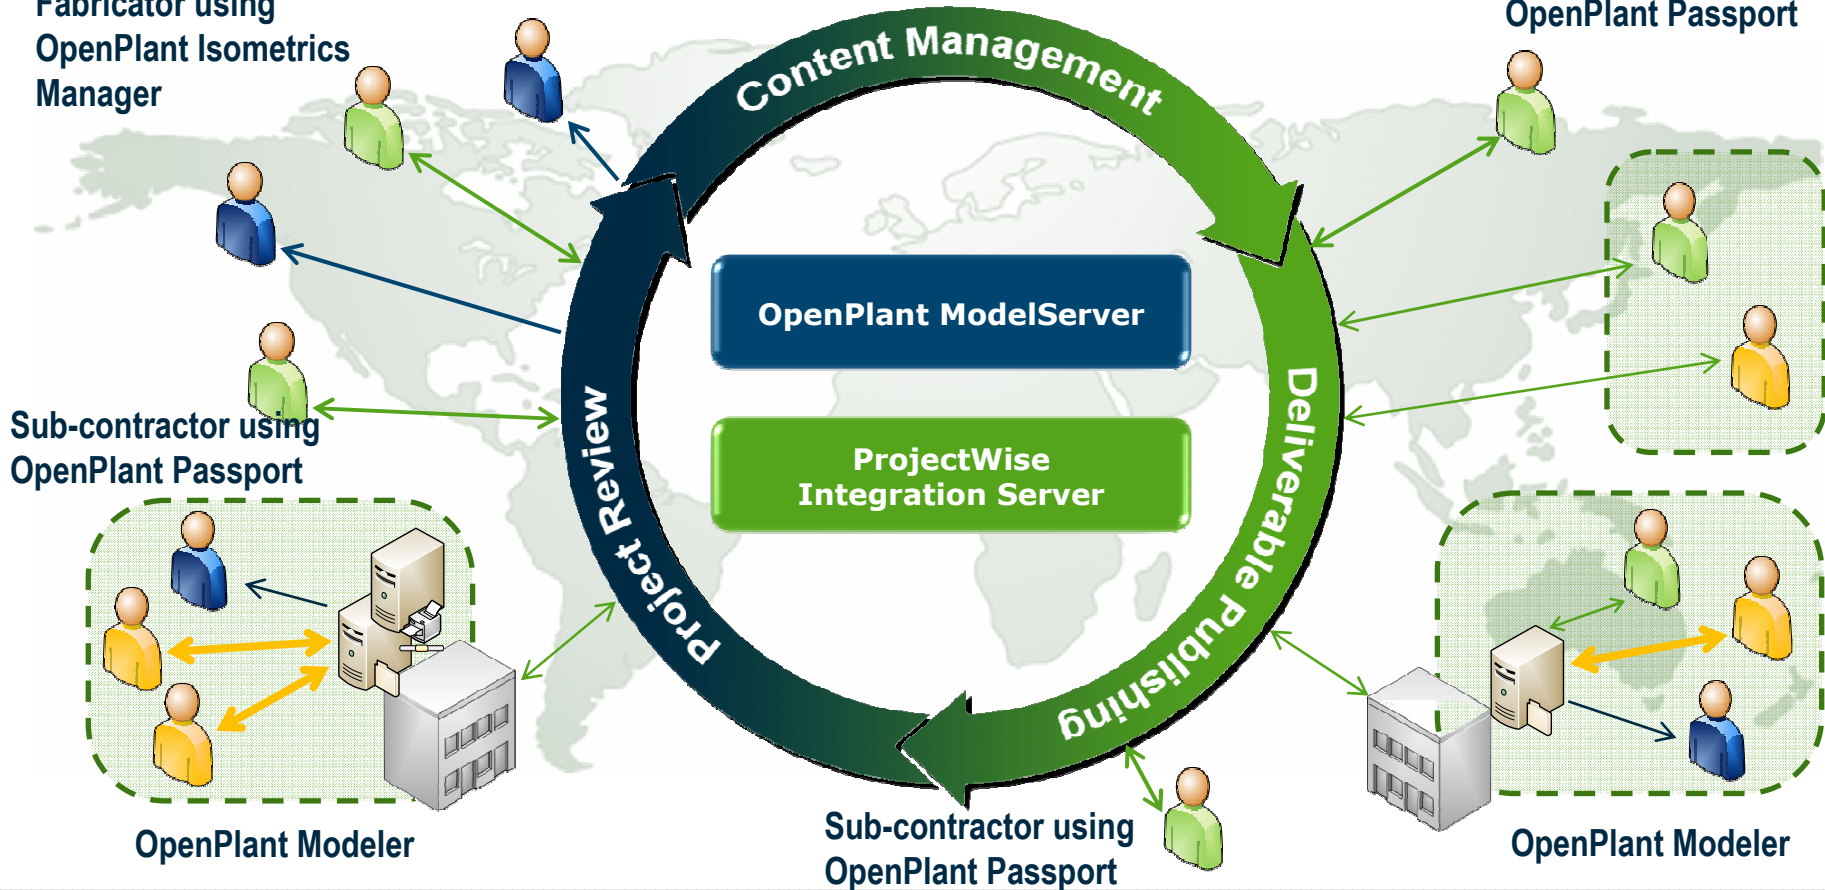 Fabricator using
OpenPlant Isometrics
Manager
OpenPlant Passport
Content Management
OpenPlant ModelServer
ProjectWise
Integration Server
Deliverable Publishing
Project Review
Sub-contractor using
OpenPlant Passport
OpenPlant Modeler
Sub-contractor using
OpenPlant Passport
OpenPlant Modeler